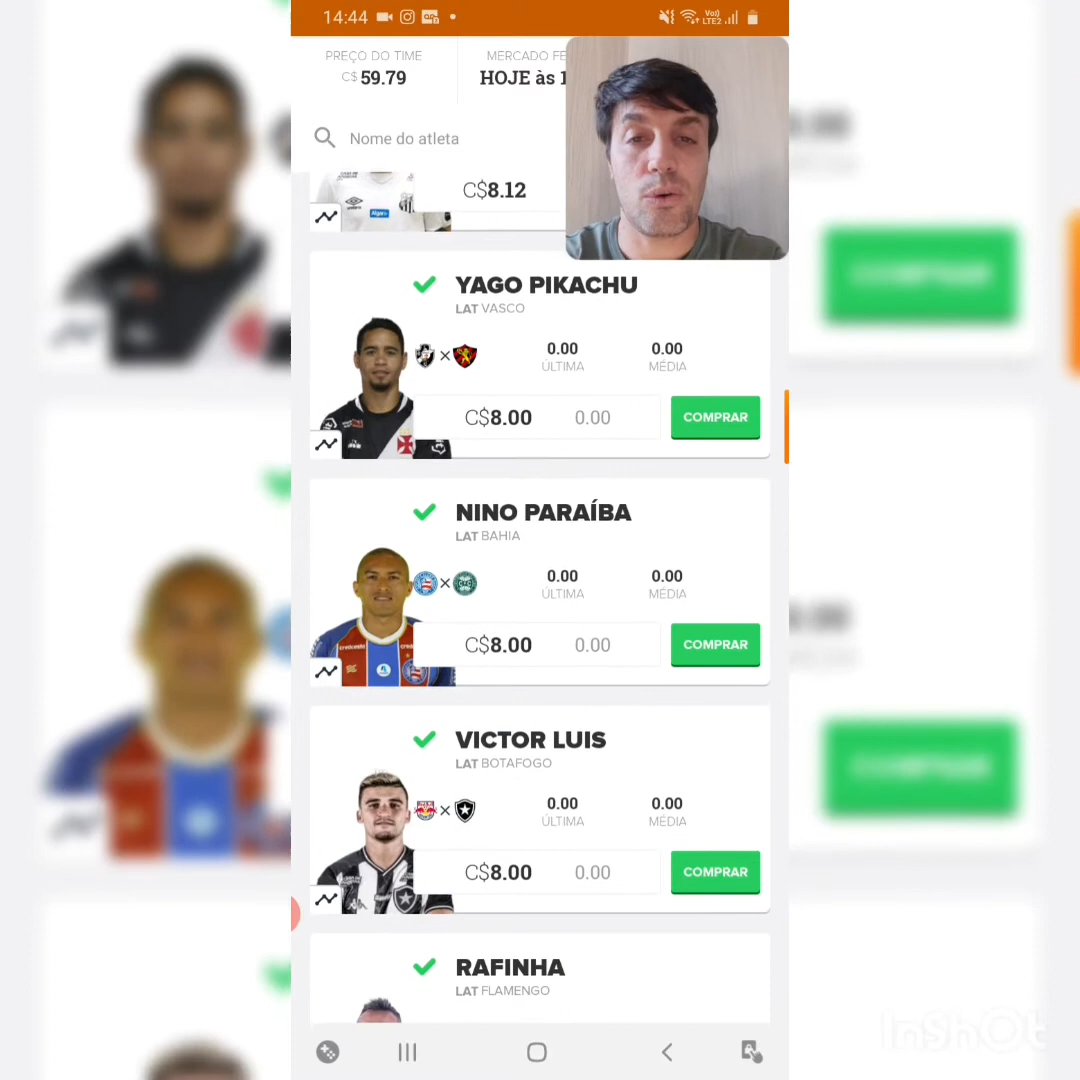 14:44
LTE2
PREÇO DO TIME
C$ 59.79
MERCADO FE
HOJE às 1
Nome do atleta
Algar
C$8.12
YAGO PIKACHU
LAT VASCO
0.00 0.00
ÚLTIMA MÉDIA
C$8.00 0.00 COMPRAR
NINO PARAÍBA
LAT BAHIA
0.00 0.00
ÚLTIMA MÉDIA
C$8.00 0.00 COMPRAR
VICTOR LUIS
LAT BOTAFOGO
0.00 0.00
ÚLTIMA MÉDIA
C$8.00 0.00 COMPRAR
RAFINHA
LAT FLAMENGO
InShOt